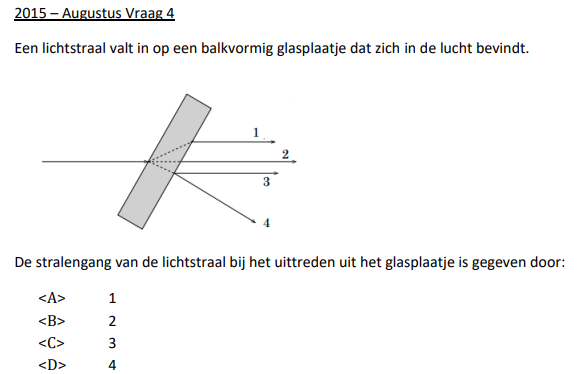 2015 – Augustus Vraag 4
Een lichtstraal valt in op een balkvormig glasplaatje dat zich in de lucht bevindt.
1
2
3
4
De stralengang van de lichtstraal bij het uittreden uit het glasplaatje is gegeven door:
<A> 1
<B> 2
<C> 3
<D> 4